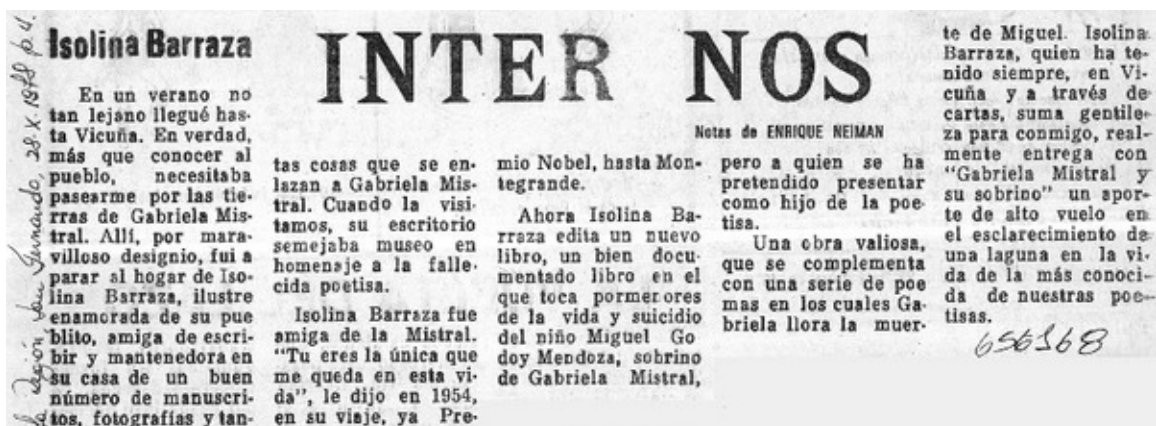 Isolina Barraza
INTER NOS
Notas de ENRIQUE NEIMAN
En un verano no
tan lejano llegué has-
ta Vicuña. En verdad,
más que conocer al
pueblo, necesitaba
pasearme por las tie-
rras de Gabriela Mis-
tral. Allí, por mara-
villoso designio, fui a
parar al hogar de Iso-
lina Barraza, ilustre
enamorada de su pue
blito, amiga de escri-
bir y mantenedora en
su casa de un buen
número de manuscri-
tos, fotografías y tan-
tas cosas que se en-
lazan a Gabriela Mis-
tral. Cuando la visi
tamos, su escritorio
semejaba museo en
homenaje a la falle-
cida poetisa.
Isolina Barraza fue
amiga de la Mistral.
"Tu eres la única que
me queda en esta vi-
da", le dijo en 1954,
en su viaje, ya Pre-
mio Nobel, hasta Mon-
tegrande.
Ahora Isolina Ba-
rraza edita un nuevo
libro, un bien docu-
mentado libro en el
que toca pormenores
de la vida y suicidio
del niño Miguel Go
doy Mendoza, sobrino
de Gabriela Mistral,
pero a quien se ha
pretendido presentar
como hijo de la poe-
tisa.
Una obra valiosa,
que se complementa
con una serie de poe
mas en los cuales Ga-
briela llora la muer-
te de Miguel. Isolina
Barraza, quien ha te-
nido siempre, en Vi-
cuña y a través de
cartas, suma gentile-
za para conmigo, real-
mente entrega con
"Gabriela Mistral y
su sobrino" un apor-
te de alto vuelo en
el esclarecimiento de
una laguna en la vi-
da de la más conoci-
da de nuestras poe-
tisas.
656368
La Región San Fernando, 28.X.1978 p.4.